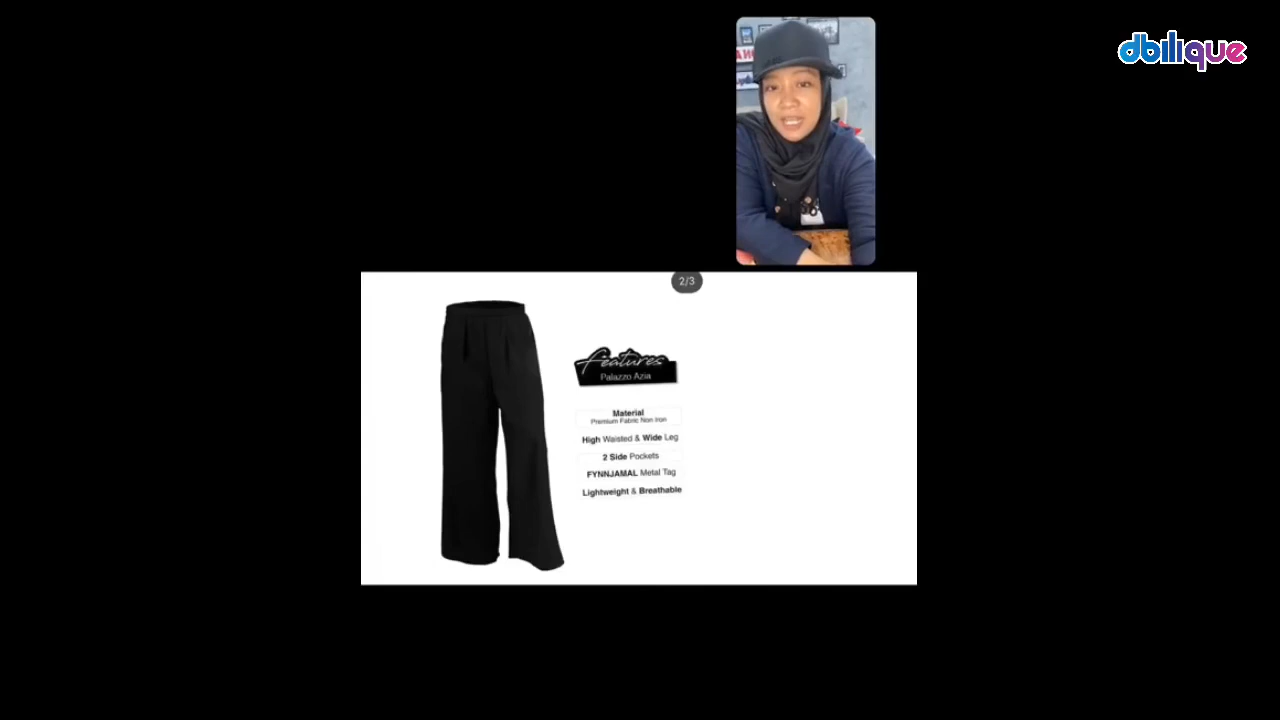 dbilique
2/3
features
Palazzo Azia
Material
Premium Fabric Non Iron
High Waisted & Wide Leg
2 Side Pockets
FYNNJAMAL Metal Tag
Lightweight & Breathable